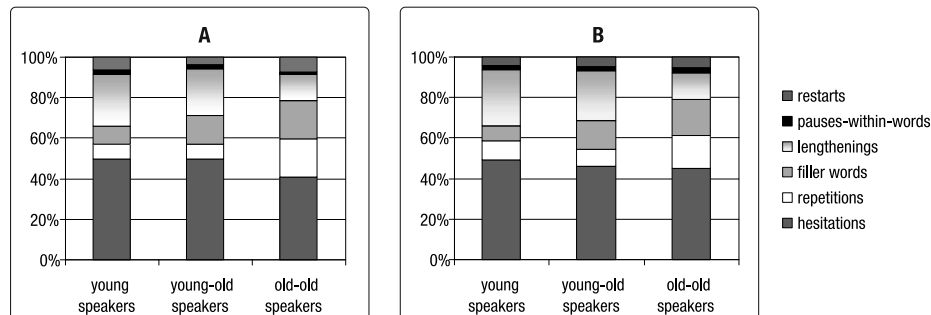 A
100%
80%
60%
40%
20%
0%
young
speakers
young-old
speakers
old-old
speakers
B
100%
80%
60%
40%
20%
0%
young
speakers
young-old
speakers
old-old
speakers
restarts
pauses-within-words
lengthenings
filler words
repetitions
hesitations